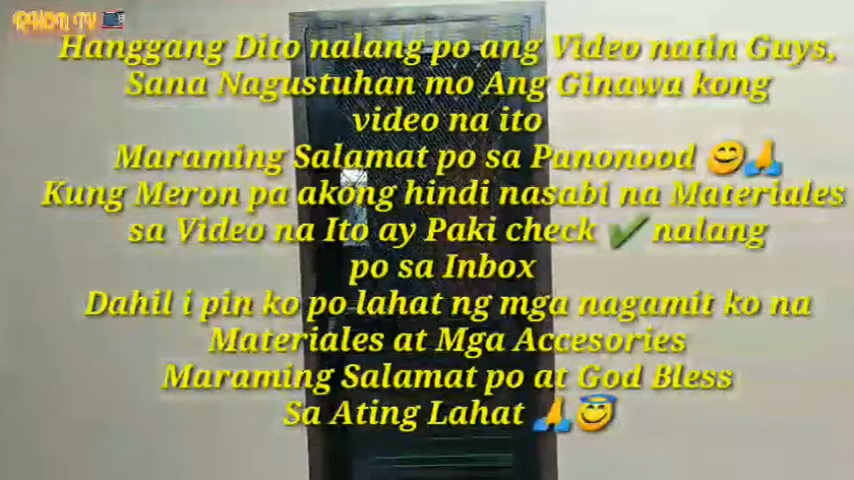 RHON TV
Hanggang Dito nalang po ang Video natin Guys,
Sana Nagustuhan mo Ang Ginawa kong
video na ito
Maraming Salamat po sa Panonood 😊🙏
Kung Meron pa akong hindi nasabi na Materiales
sa Video na Ito ay Paki check ✔️ nalang
po sa Inbox
Dahil i pin ko po lahat ng mga nagamit ko na
Materiales at Mga Accesories
Maraming Salamat po at God Bless
Sa Ating Lahat 🙏😇